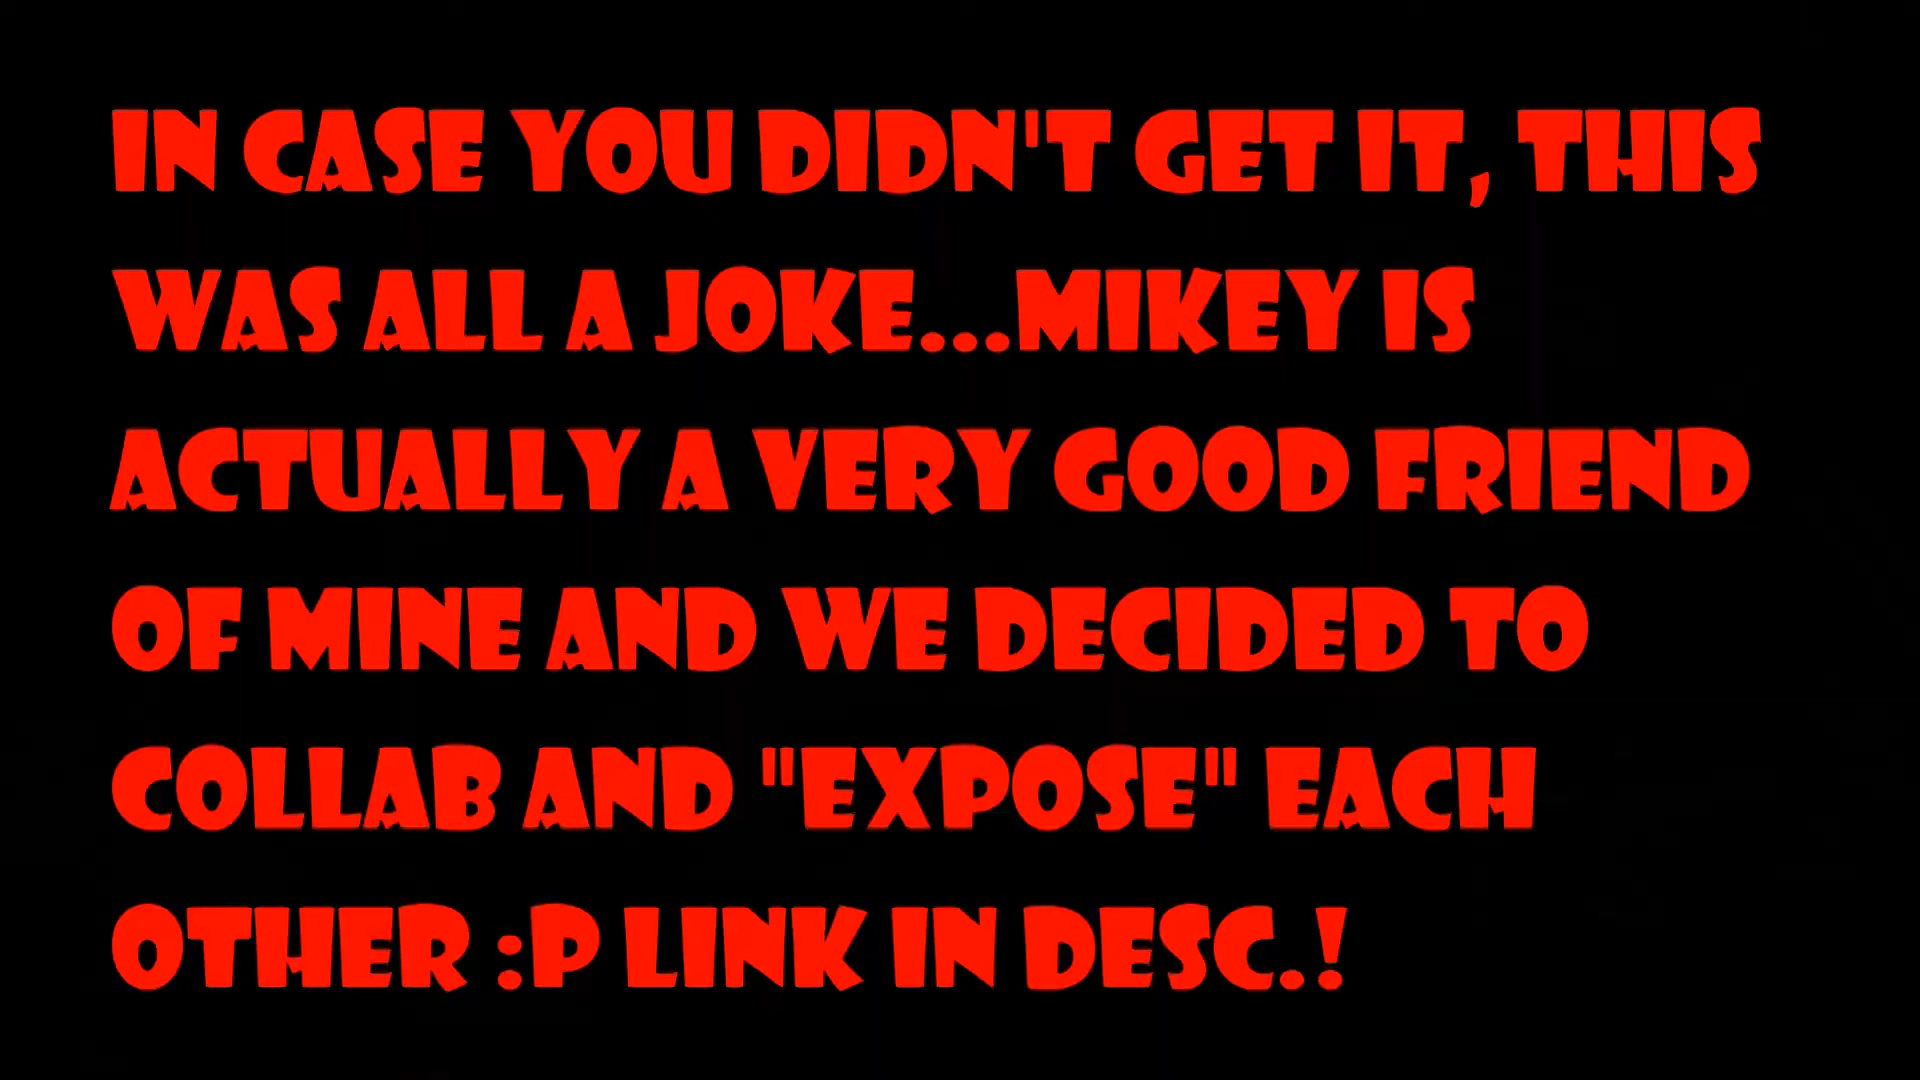 IN CASE YOU DIDN'T GET IT, THIS
WAS ALL A JOKE...MIKEY IS
ACTUALLY A VERY GOOD FRIEND
OF MINE AND WE DECIDED TO
COLLAB AND "EXPOSE" EACH
OTHER :P LINK IN DESC.!